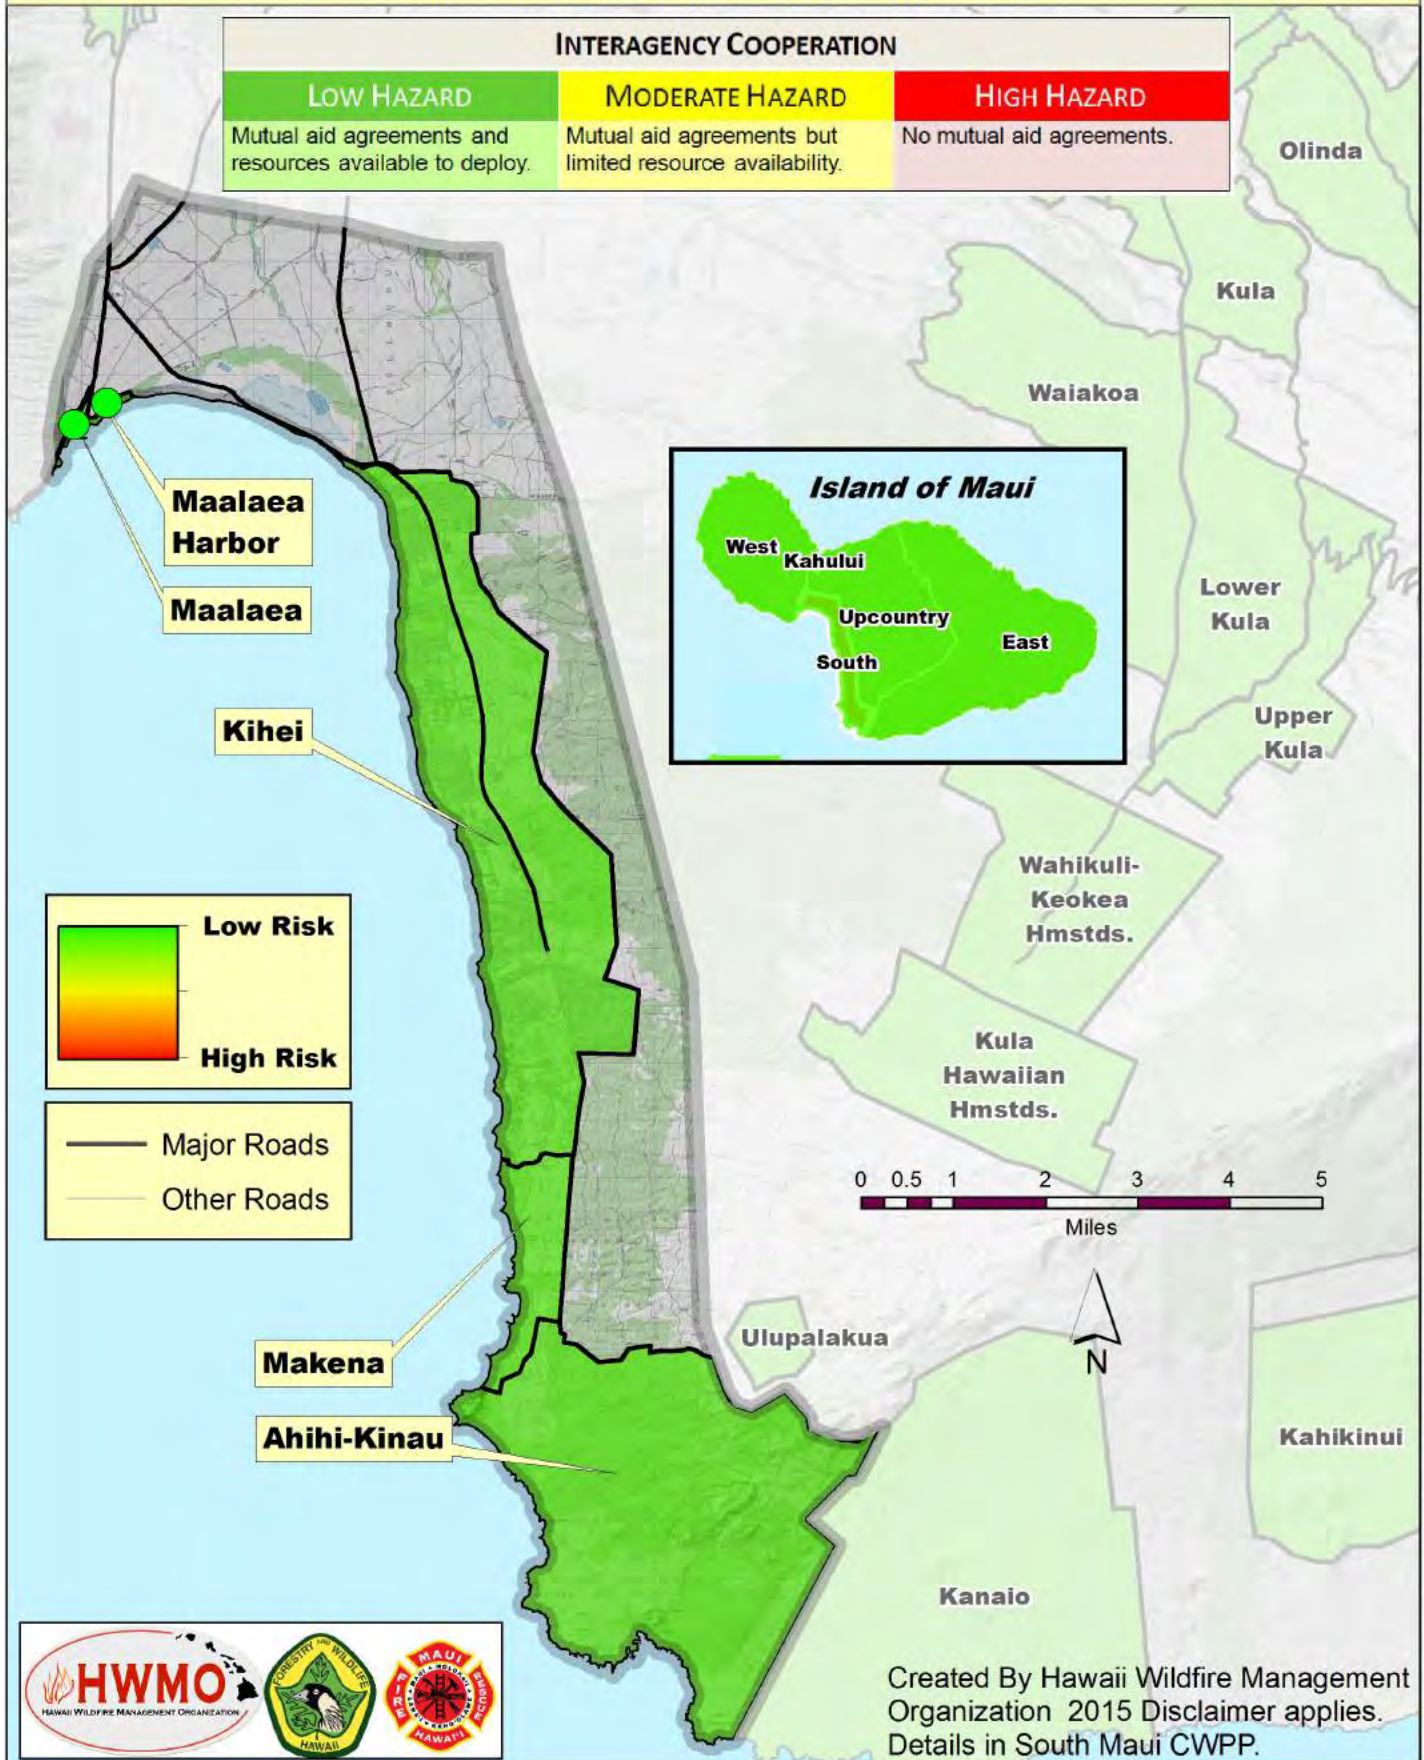 INTERAGENCY COOPERATION
LOW HAZARD
MODERATE HAZARD
HIGH HAZARD
Mutual aid agreements and
resources available to deploy.
Mutual aid agreements but
limited resource availability.
No mutual aid agreements.
Olinda
Kula
Waiakoa
Maalaea
Harbor
Maalaea
Island of Maui
West
Kahului
Upcountry
East
South
Lower
Kula
Upper
Kula
Kihei
Wahikuli-
Keokea
Hmstds.
Low Risk
High Risk
Kula
Hawaiian
Hmstds.
Major Roads
Other Roads
0 0.5 1 2 3 4 5
Miles
N
Ulupalakua
Makena
Ahihi-Kinau
Kahikinui
Kanaio
HWMO
HAWAII WILDFIRE MANAGEMENT ORGANIZATION
FORESTRY AND WILDLIFE
HAWAII
MAUI
FIRE
RESCUE
HAWAI'I
Created By Hawaii Wildfire Management
Organization 2015 Disclaimer applies.
Details in South Maui CWPP.